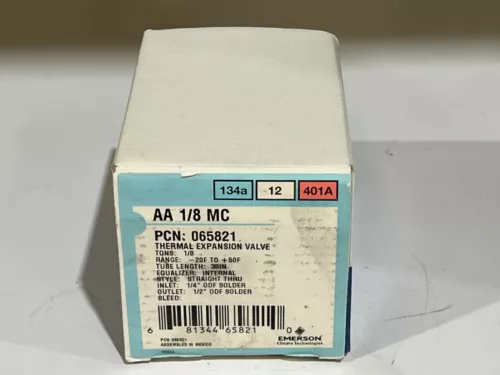 134a 12 401A
AA 1/8 MC
PCN: 065821
THERMAL EXPANSION VALVE
TONS: 1/8
RANGE: -20F TO +50F
TUBE LENGTH: 30IN
EQUALIZER: INTERNAL
STYLE: STRAIGHT THRU
INLET: 1/4" ODF SOLDER
OUTLET: 1/2" ODF SOLDER
BLEED:
6 81344 65821 0
PCN 065821
ASSEMBLED IN MEXICO
EMERSON
Climate Technologies